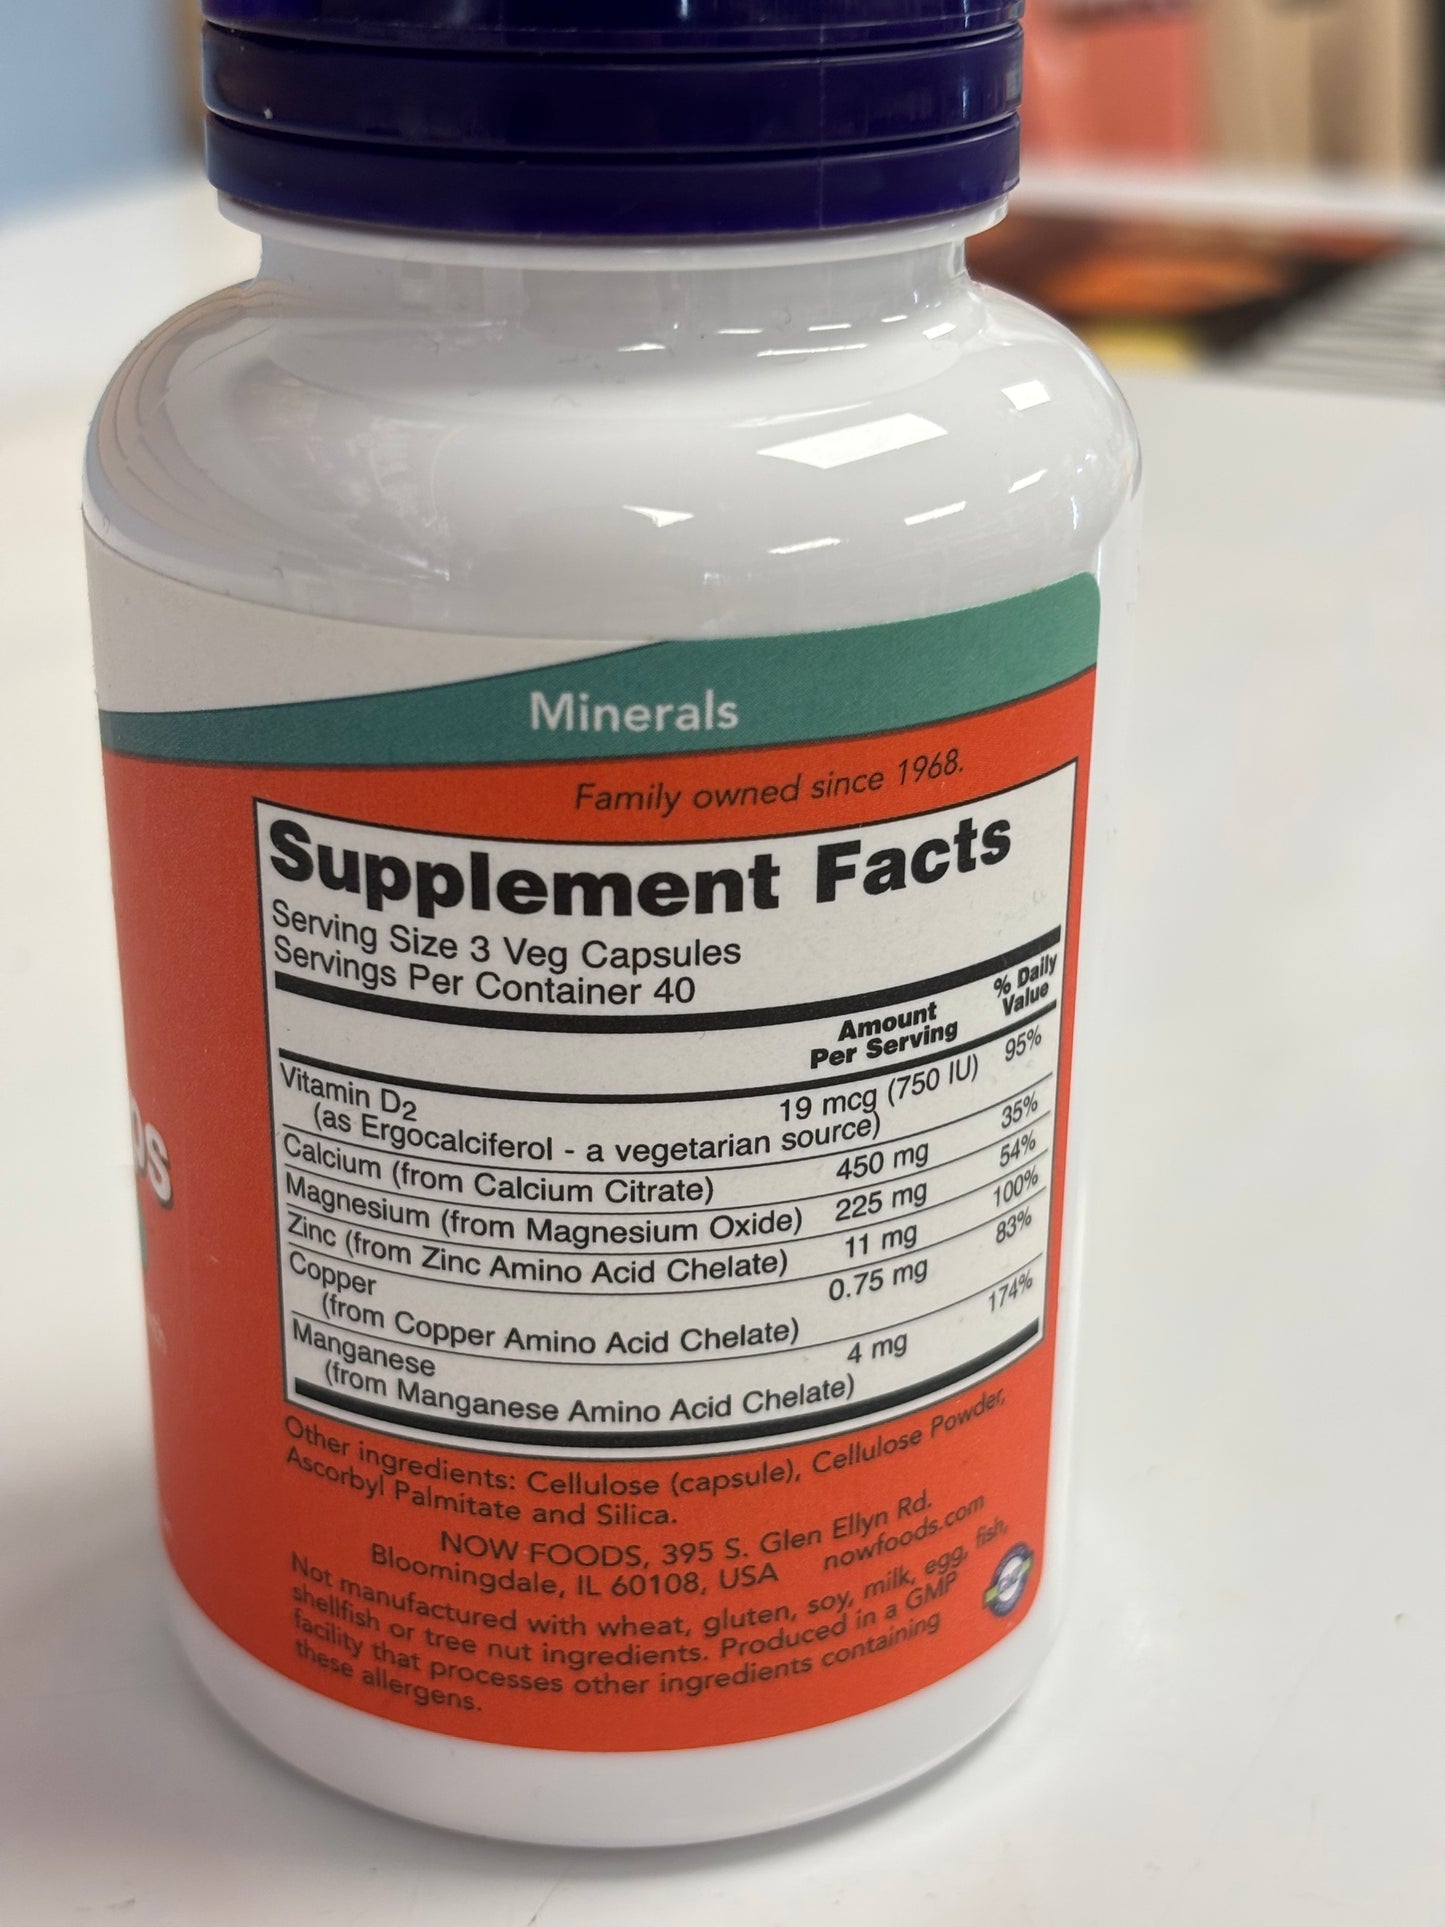 Minerals
Family owned since 1968.
Supplement Facts
Serving Size 3 Veg Capsules
Servings Per Container 40
Amount Per Serving
% Daily Value
Vitamin D2 19 mcg (750 IU) 95%
(as Ergocalciferol - a vegetarian source)
Calcium (from Calcium Citrate) 450 mg 35%
Magnesium (from Magnesium Oxide) 225 mg 54%
Zinc (from Zinc Amino Acid Chelate) 11 mg 100%
Copper 0.75 mg 83%
(from Copper Amino Acid Chelate)
Manganese 4 mg 174%
(from Manganese Amino Acid Chelate)
Other ingredients: Cellulose (capsule), Cellulose Powder,
Ascorbyl Palmitate and Silica.
NOW FOODS, 395 S. Glen Ellyn Rd.
Bloomingdale, IL 60108, USA nowfoods.com
Not manufactured with wheat, gluten, soy, milk, egg, fish,
shellfish or tree nut ingredients. Produced in a GMP
facility that processes other ingredients containing
these allergens.